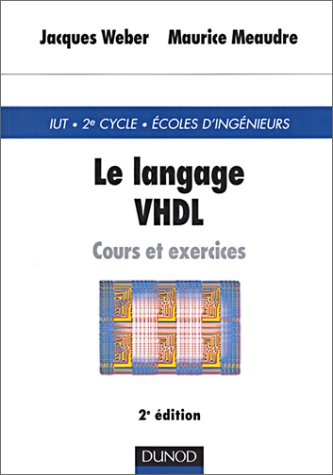 Jacques Weber Maurice Meaudre
IUT • 2e CYCLE • ÉCOLES D'INGÉNIEURS
Le langage
VHDL
Cours et exercices
2e édition
DUNOD